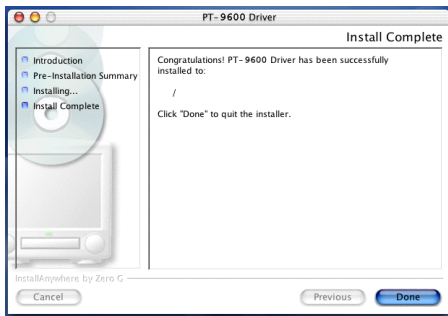 PT-9600 Driver
Install Complete
Introduction
Pre-Installation Summary
Installing...
Install Complete
Congratulations! PT-9600 Driver has been successfully
installed to:
/
Click "Done" to quit the installer.
InstallAnywhere by Zero G
Cancel
Previous
Done